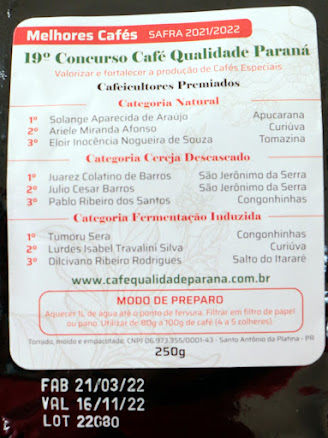 Melhores Cafés SAFRA 2021/2022
19º Concurso Café Qualidade Paraná
Valorizar e fortalecer a produção de Cafés Especiais
Cafeicultores Premiados
Categoria Natural
1º Solange Aparecida de Araújo Apucarana
2º Ariele Miranda Afonso Curiúva
3º Eloir Inocência Nogueira de Souza Tomazina
Categoria Cereja Descascado
1º Juarez Colatino de Barros São Jerônimo da Serra
2º Julio Cesar Barros São Jerônimo da Serra
3º Pablo Ribeiro dos Santos Congonhinhas
Categoria Fermentação Induzida
1º Tumoru Sera Congonhinhas
2º Lurdes Isabel Travalini Silva Curiúva
3º Dilcivano Ribeiro Rodrigues Salto do Itararé
www.cafequalidadeparana.com.br
MODO DE PREPARO
Aquecer 1L de agua até o ponto de fervura. Filtrar em filtro de papel
ou pano. Utilizar de 80g a 100g de café (4 a 5 colheres)
Torrado, moído e empacotado, CNPJ 06.973.355/0001-43 - Santo Antônio da Platina - PR
250g
FAB 21/03/22
VAL 16/11/22
LOT 22080